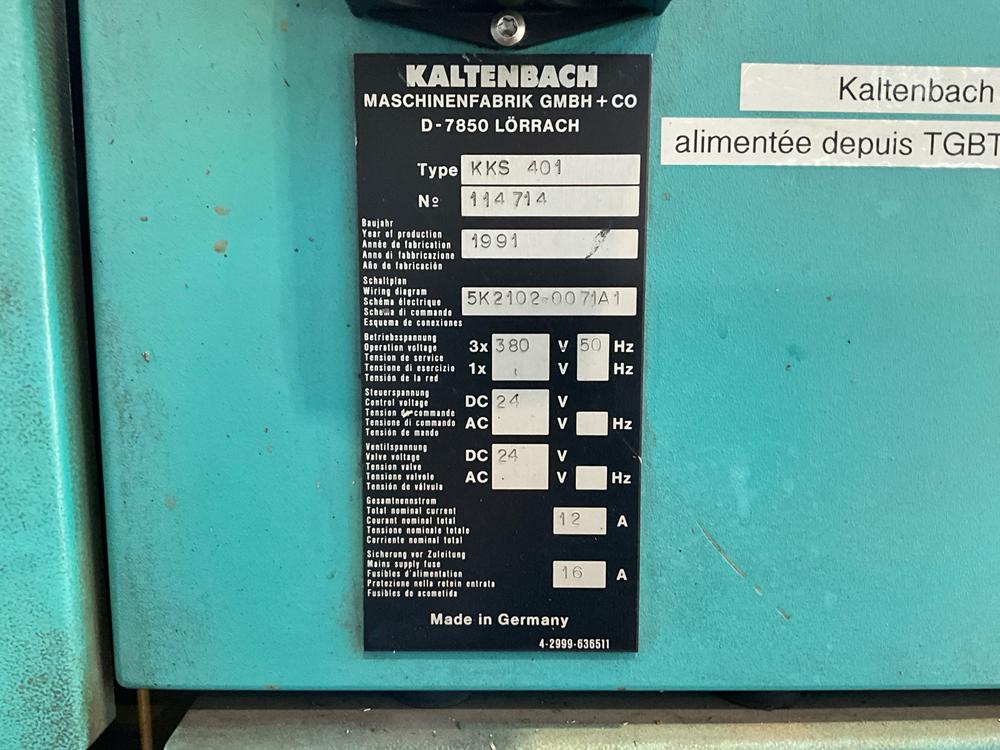 KALTENBACH
MASCHINENFABRIK GMBH + CO
D-7850 LÖRRACH
Type KKS 401
Nº 114714
Baujahr
Year of production
Année de fabrication
Anno di fabbricazione
Año de fabricación
1991
Schaltplan
Wiring diagram
Schéma électrique
Schema di commando
Esquema de conexiones
5K2102-0071A1
Betriebsspannung
Operation voltage
Tension de service
Tensione di esercizio
Tensión de la red
3x 380 V 50 Hz
1x V Hz
Steuerspannung
Control voltage
Tension de commande
Tensione di commando
Tensión de mando
DC 24 V
AC V Hz
Ventilspannung
Valve voltage
Tension valve
Tensione valvole
Tensión de válvula
DC 24 V
AC V Hz
Gesamtnennstrom
Total nominal current
Courant nominal total
Tensione nominale totale
Corriente nominal total
12 A
Sicherung vor Zuleitung
Mains supply fuse
Fusibles d'alimentation
Protezione nella retein entrata
Fusibles de acometida
16 A
Made in Germany
4-2999-636511
Kaltenbach
alimentée depuis TGBT